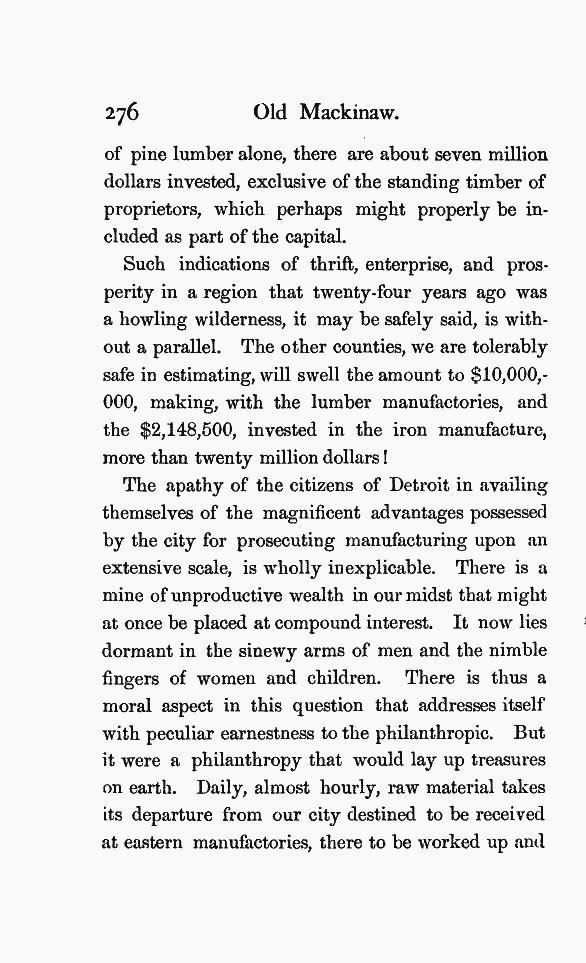 276 Old Mackinaw.
of pine lumber alone, there are about seven million
dollars invested, exclusive of the standing timber of
proprietors, which perhaps might properly be in-
cluded as part of the capital.
Such indications of thrift, enterprise, and pros-
perity in a region that twenty-four years ago was
a howling wilderness, it may be safely said, is with-
out a parallel. The other counties, we are tolerably
safe in estimating, will swell the amount to $10,000,-
000, making, with the lumber manufactories, and
the $2,148,500, invested in the iron manufacture,
more than twenty million dollars!
The apathy of the citizens of Detroit in availing
themselves of the magnificent advantages possessed
by the city for prosecuting manufacturing upon an
extensive scale, is wholly inexplicable. There is a
mine of unproductive wealth in our midst that might
at once be placed at compound interest. It now lies
dormant in the sinewy arms of men and the nimble
fingers of women and children. There is thus a
moral aspect in this question that addresses itself
with peculiar earnestness to the philanthropic. But
it were a philanthropy that would lay up treasures
on earth. Daily, almost hourly, raw material takes
its departure from our city destined to be received
at eastern manufactories, there to be worked up and